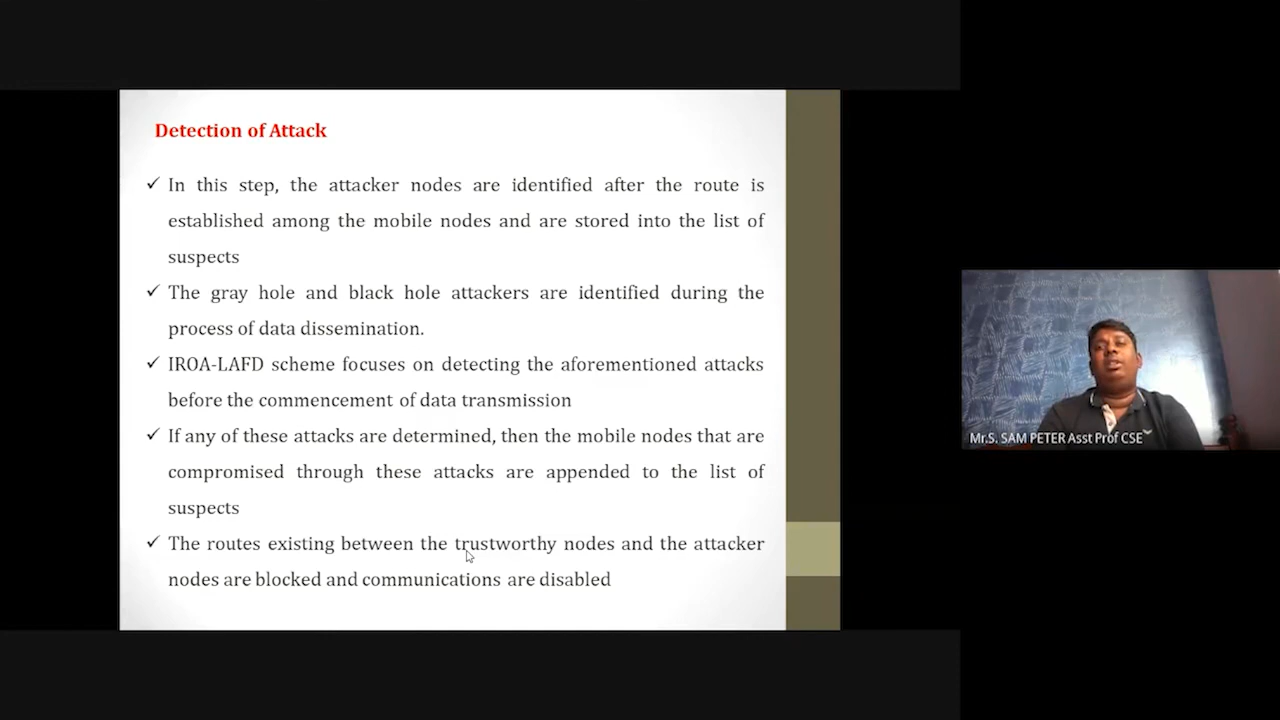 Detection of Attack
✓ In this step, the attacker nodes are identified after the route is
established among the mobile nodes and are stored into the list of
suspects
✓ The gray hole and black hole attackers are identified during the
process of data dissemination.
✓ IROA-LAFD scheme focuses on detecting the aforementioned attacks
before the commencement of data transmission
✓ If any of these attacks are determined, then the mobile nodes that are
compromised through these attacks are appended to the list of
suspects
✓ The routes existing between the trustworthy nodes and the attacker
nodes are blocked and communications are disabled
Mr.S. SAM PETER Asst Prof CSE